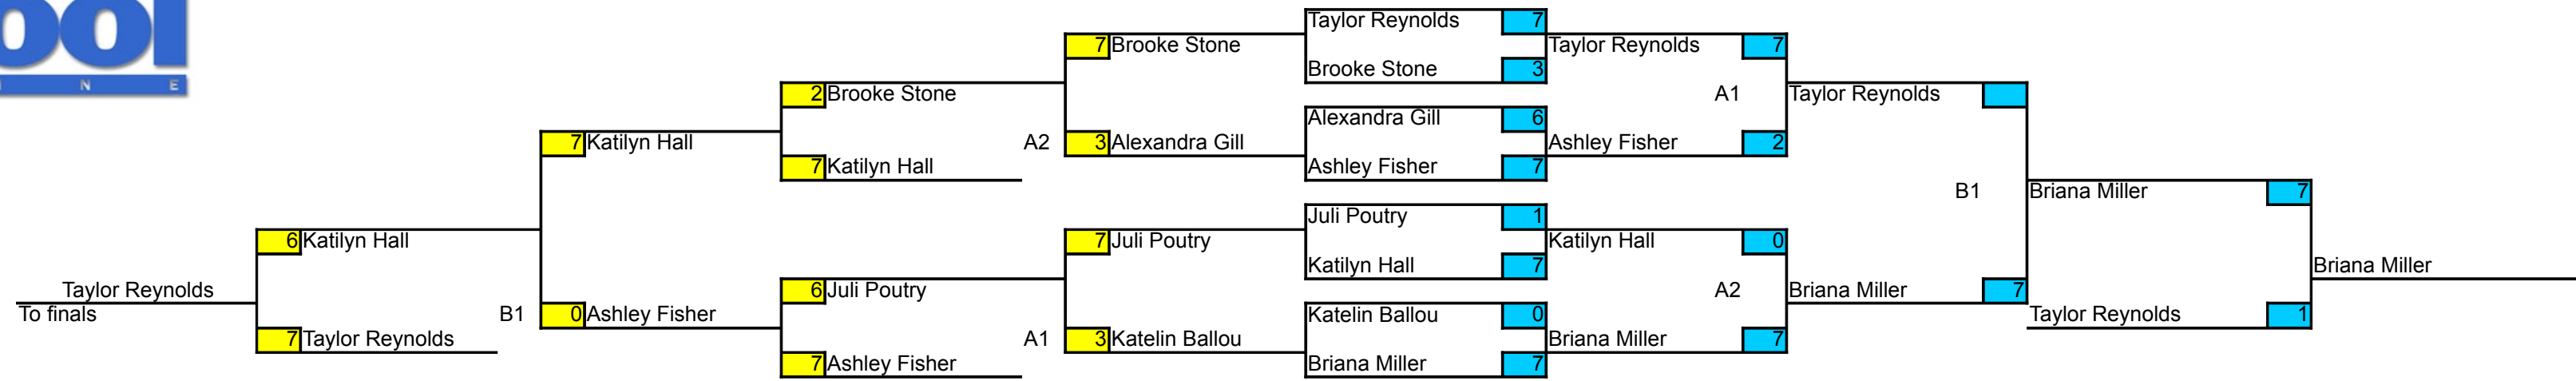 ool
I N E
Taylor Reynolds 7
7 Brooke Stone
Taylor Reynolds 7
Brooke Stone 3
2 Brooke Stone
A1
Taylor Reynolds
Alexandra Gill 6
7 Katilyn Hall
A2
3 Alexandra Gill
Ashley Fisher 2
7 Katilyn Hall
Ashley Fisher 7
B1
Briana Miller 7
Juli Poutry 1
6 Katilyn Hall
7 Juli Poutry
Katilyn Hall 0
Katilyn Hall 7
Briana Miller
Taylor Reynolds
6 Juli Poutry
A2
Briana Miller 7
To finals
B1
0 Ashley Fisher
Katelin Ballou 0
Taylor Reynolds 1
7 Taylor Reynolds
A1
3 Katelin Ballou
Briana Miller 7
7 Ashley Fisher
Briana Miller 7